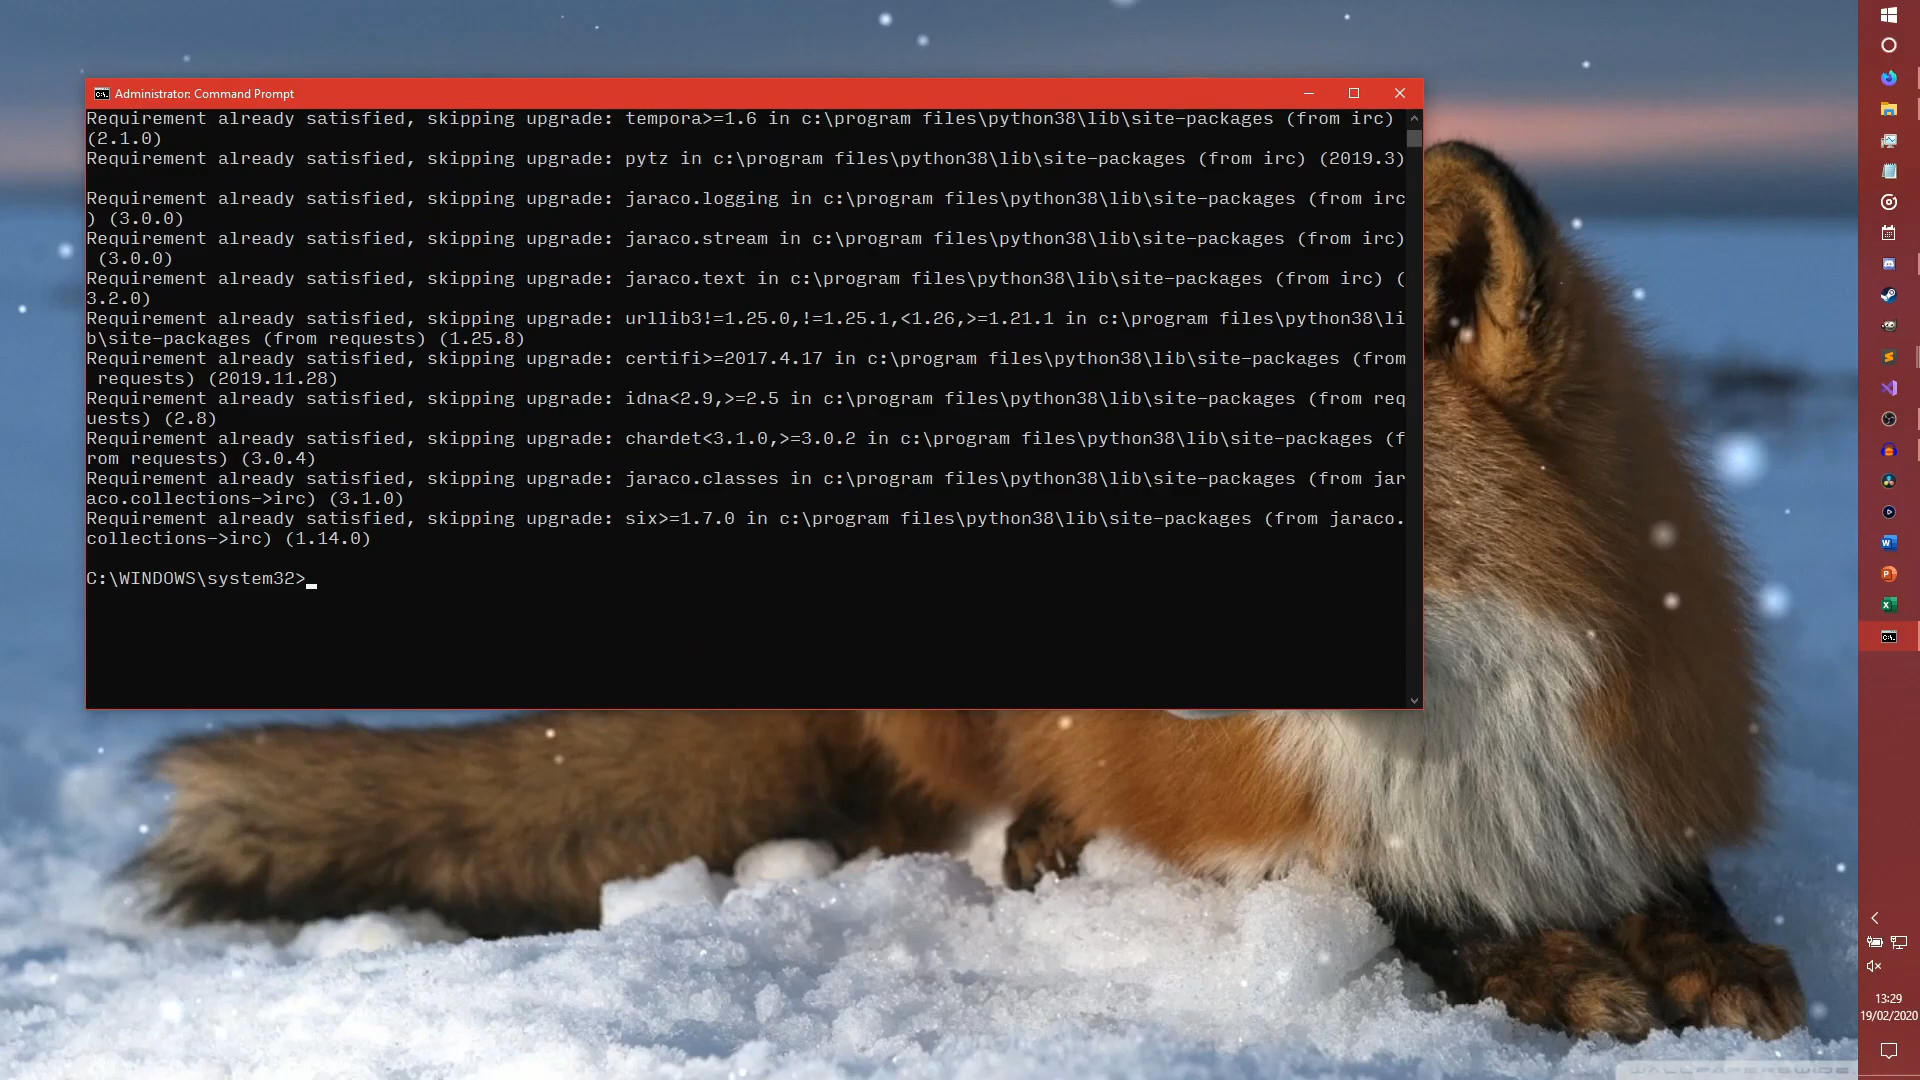 Administrator: Command Prompt
Requirement already satisfied, skipping upgrade: tempora>=1.6 in c:\program files\python38\lib\site-packages (from irc)
(2.1.0)
Requirement already satisfied, skipping upgrade: pytz in c:\program files\python38\lib\site-packages (from irc) (2019.3)
Requirement already satisfied, skipping upgrade: jaraco.logging in c:\program files\python38\lib\site-packages (from irc
) (3.0.0)
Requirement already satisfied, skipping upgrade: jaraco.stream in c:\program files\python38\lib\site-packages (from irc)
(3.0.0)
Requirement already satisfied, skipping upgrade: jaraco.text in c:\program files\python38\lib\site-packages (from irc) (
3.2.0)
Requirement already satisfied, skipping upgrade: urllib3!=1.25.0,!=1.25.1,<1.26,>=1.21.1 in c:\program files\python38\li
b\site-packages (from requests) (1.25.8)
Requirement already satisfied, skipping upgrade: certifi>=2017.4.17 in c:\program files\python38\lib\site-packages (from
requests) (2019.11.28)
Requirement already satisfied, skipping upgrade: idna<2.9,>=2.5 in c:\program files\python38\lib\site-packages (from req
uests) (2.8)
Requirement already satisfied, skipping upgrade: chardet<3.1.0,>=3.0.2 in c:\program files\python38\lib\site-packages (f
rom requests) (3.0.4)
Requirement already satisfied, skipping upgrade: jaraco.classes in c:\program files\python38\lib\site-packages (from jar
aco.collections->irc) (3.1.0)
Requirement already satisfied, skipping upgrade: six>=1.7.0 in c:\program files\python38\lib\site-packages (from jaraco.
collections->irc) (1.14.0)
C:\WINDOWS\system32>
13:29
19/02/2020